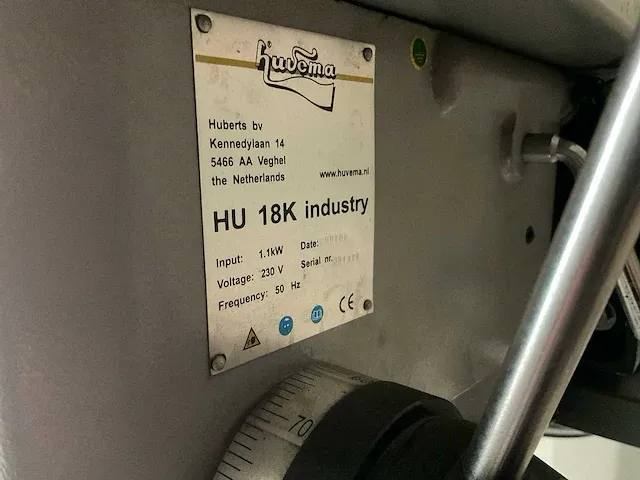 huvema
Huberts bv
Kennedylaan 14
5466 AA Veghel
the Netherlands
www.huvema.nl
HU 18K industry
Input: 1.1kW
Date:
Voltage: 230 V
Serial nr.
Frequency: 50 Hz
CE
70